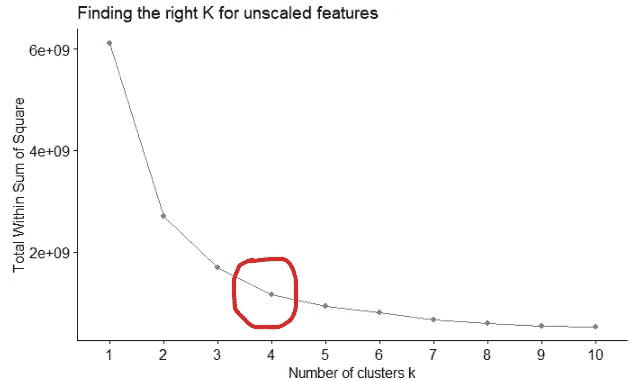 Finding the right K for unscaled features
Total Within Sum of Square
6e+09
4e+09
2e+09
1 2 3 4 5 6 7 8 9 10
Number of clusters k